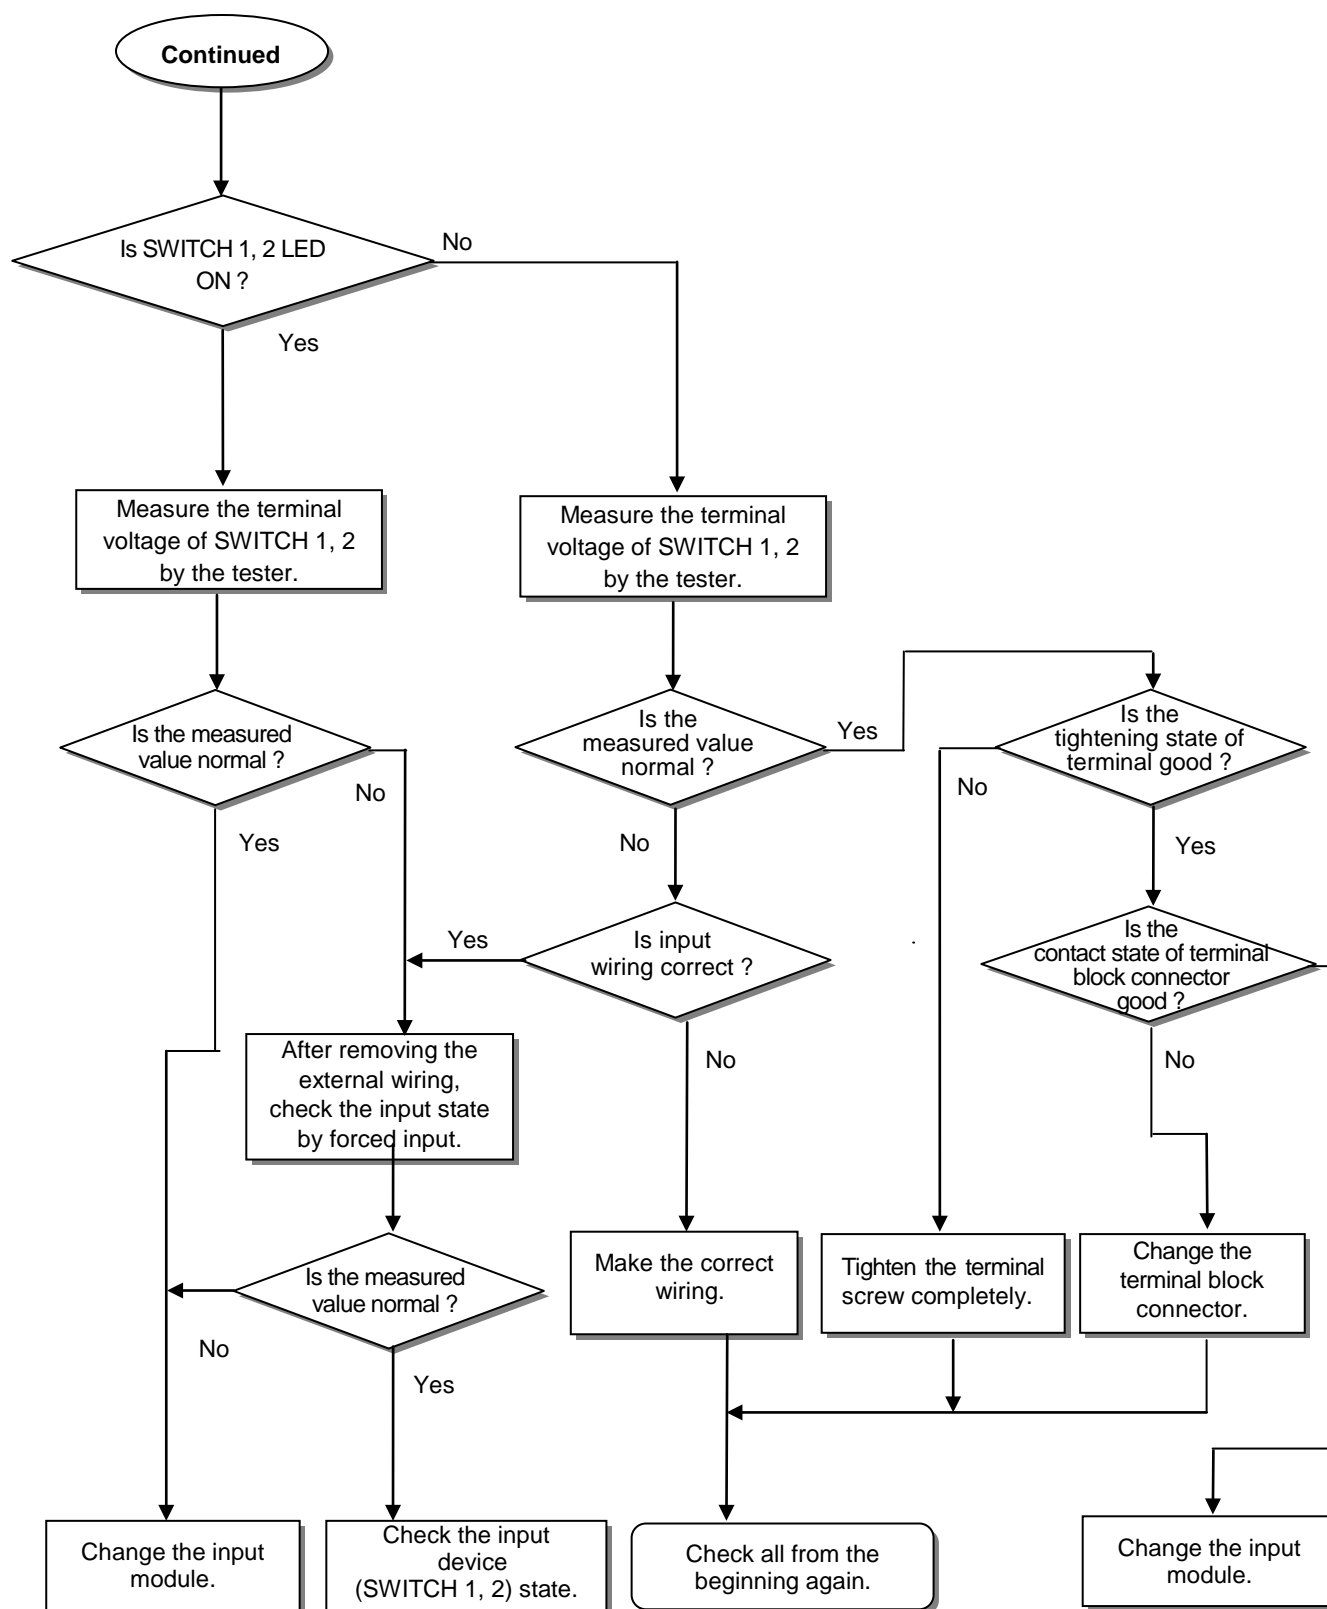 Continued
Is SWITCH 1, 2 LED
ON ?
No
Yes
Measure the terminal
voltage of SWITCH 1, 2
by the tester.
Measure the terminal
voltage of SWITCH 1, 2
by the tester.
Is the measured
value normal ?
No
Yes
Is the
measured value
normal ?
Yes
No
Is the
tightening state of
terminal good ?
No
Yes
Is input
wiring correct ?
Yes
No
Is the
contact state of terminal
block connector
good ?
No
After removing the
external wiring,
check the input state
by forced input.
Is the measured
value normal ?
No
Yes
Make the correct
wiring.
Tighten the terminal
screw completely.
Change the
terminal block
connector.
Change the input
module.
Check the input
device
(SWITCH 1, 2) state.
Check all from the
beginning again.
Change the input
module.